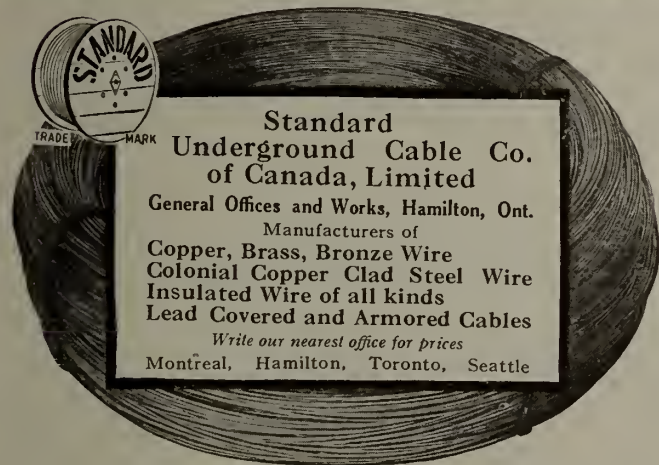 STANDARD
TRADE MARK
Standard
Underground Cable Co.
of Canada, Limited
General Offices and Works, Hamilton, Ont.
Manufacturers of
Copper, Brass, Bronze Wire
Colonial Copper Clad Steel Wire
Insulated Wire of all kinds
Lead Covered and Armored Cables
Write our nearest office for prices
Montreal, Hamilton, Toronto, Seattle